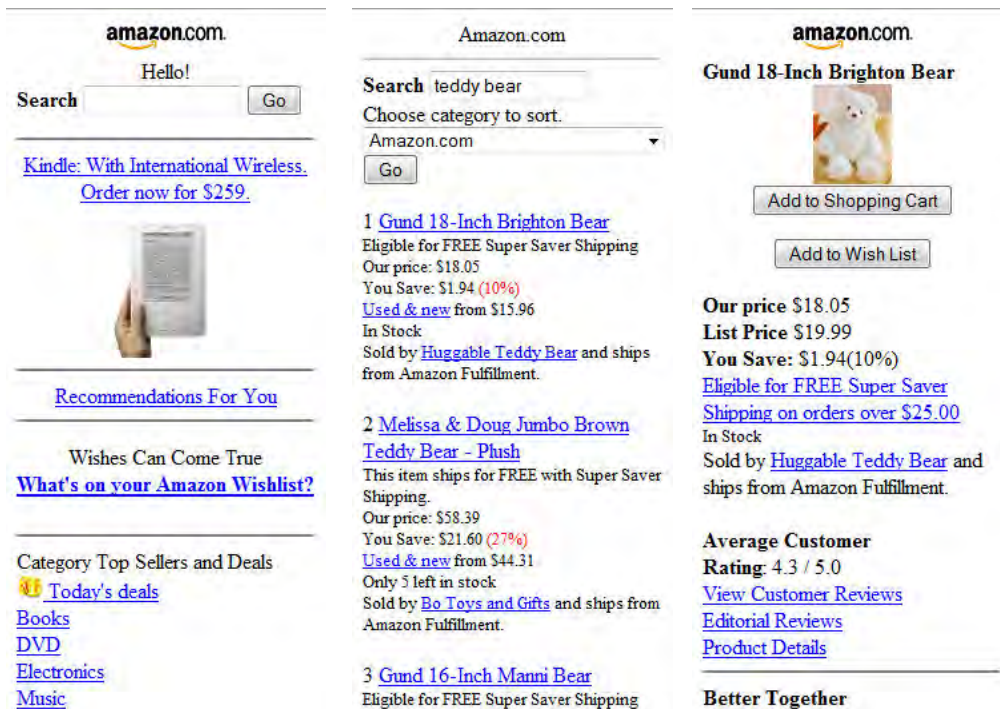 amazon.com.
Hello!
Search Go
Kindle: With International Wireless.
Order now for $259.
Recommendations For You
Wishes Can Come True
What's on your Amazon Wishlist?
Category Top Sellers and Deals
Today's deals
Books
DVD
Electronics
Music
Amazon.com
Search teddy bear
Choose category to sort.
Amazon.com
Go
1 Gund 18-Inch Brighton Bear
Eligible for FREE Super Saver Shipping
Our price: $18.05
You Save: $1.94 (10%)
Used & new from $15.96
In Stock
Sold by Huggable Teddy Bear and ships
from Amazon Fulfillment.
2 Melissa & Doug Jumbo Brown
Teddy Bear - Plush
This item ships for FREE with Super Saver
Shipping.
Our price: $58.39
You Save: $21.60 (27%)
Used & new from $44.31
Only 5 left in stock
Sold by Bo Toys and Gifts and ships from
Amazon Fulfillment.
3 Gund 16-Inch Manni Bear
Eligible for FREE Super Saver Shipping
amazon.com.
Gund 18-Inch Brighton Bear
Add to Shopping Cart
Add to Wish List
Our price $18.05
List Price $19.99
You Save: $1.94(10%)
Eligible for FREE Super Saver
Shipping on orders over $25.00
In Stock
Sold by Huggable Teddy Bear and
ships from Amazon Fulfillment.
Average Customer
Rating: 4.3 / 5.0
View Customer Reviews
Editorial Reviews
Product Details
Better Together